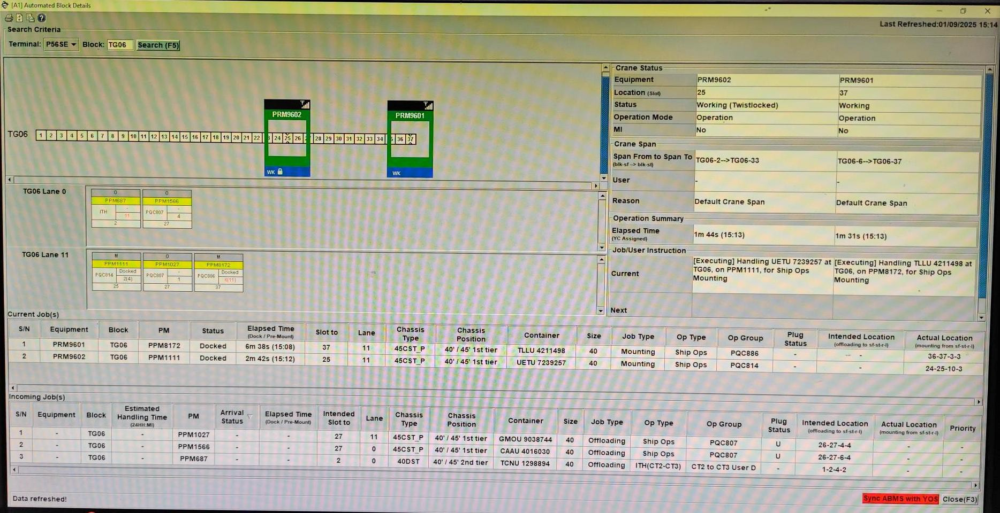 [A1] Automated Block Details
Last Refreshed:01/09/2025 15:14
Search Criteria
Terminal: P56SE Block: TG06 Search (F5)
PRM9602
PRM9601
TG06 1 2 3 4 5 6 7 8 9 10 11 12 13 14 15 16 17 18 19 20 21 22 24 25 26 28 29 30 31 32 33 34 36 37
WK
WK
TG06 Lane 0
0 0
PPM687 PPM1566
ITH - 11 PQC807 - 4
2 27
TG06 Lane 11
M 0 M
PPM1111 PPM1027 PPM8172
PQC814 Docked 2(4) PQC807 - 1 PQC886 Docked 6(11)
25 27 37
Crane Status
Equipment PRM9602 PRM9601
Location (Slot) 25 37
Status Working (Twistlocked) Working
Operation Mode Operation Operation
MI No No
Crane Span
Span From to Span To TG06-2-->TG06-33 TG06-6-->TG06-37
(blk-sf --> blk-st)
User - -
Reason Default Crane Span Default Crane Span
Operation Summary
Elapsed Time 1m 44s (15:13) 1m 31s (15:13)
(YC Assigned)
Job/User Instruction
Current
[Executing] Handling UETU 7239257 at
TG06, on PPM1111, for Ship Ops
Mounting
[Executing] Handling TLLU 4211498 at
TG06, on PPM8172, for Ship Ops
Mounting
Next
Current Job(s)
S/N Equipment Block PM Status Elapsed Time (Dock / Pre-Mount) Slot to Lane Chassis Type Chassis Position Container Size Job Type Op Type Op Group Plug Status Intended Location (offloading to sf-st-r-l) Actual Location (mounting from sf-st-r-l)
1 PRM9601 TG06 PPM8172 Docked 6m 38s (15:08) 37 11 45CST_P 40' / 45' 1st tier TLLU 4211498 40 Mounting Ship Ops PQC886 - - 36-37-3-3
2 PRM9602 TG06 PPM1111 Docked 2m 42s (15:12) 25 11 45CST_P 40' / 45' 1st tier UETU 7239257 40 Mounting Ship Ops PQC814 - - 24-25-10-3
Incoming Job(s)
S/N Equipment Block Estimated Handling Time (24HH:MI) PM Arrival Status Elapsed Time (Dock / Pre-Mount) Intended Slot to Lane Chassis Type Chassis Position Container Size Job Type Op Type Op Group Plug Status Intended Location (offloading to sf-st-r-l) Actual Location (mounting from sf-st-r-l) Priority
1 - TG06 - PPM1027 - - 27 11 45CST_P 40' / 45' 1st tier GMOU 9038744 40 Offloading Ship Ops PQC807 U 26-27-4-4 - -
2 - TG06 - PPM1566 - - 27 0 45CST_P 40' / 45' 1st tier CAAU 4016030 40 Offloading Ship Ops PQC807 U 26-27-6-4 - -
3 - TG06 - PPM687 - - 2 0 40DST 40' / 45' 2nd tier TCNU 1298894 40 Offloading ITH(CT2-CT3) CT2 to CT3 User D - 1-2-4-2 - -
Data refreshed!
Sync ABMS with YOS Close(F3)